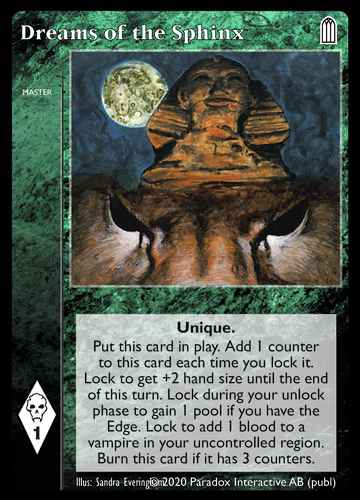 Dreams of the Sphinx
MASTER
Unique.
Put this card in play. Add 1 counter
to this card each time you lock it.
Lock to get +2 hand size until the end
of this turn. Lock during your unlock
phase to gain 1 pool if you have the
Edge. Lock to add 1 blood to a
vampire in your uncontrolled region.
Burn this card if it has 3 counters.
1
Illus: Sandra Everingham
©2020 Paradox Interactive AB (publ)